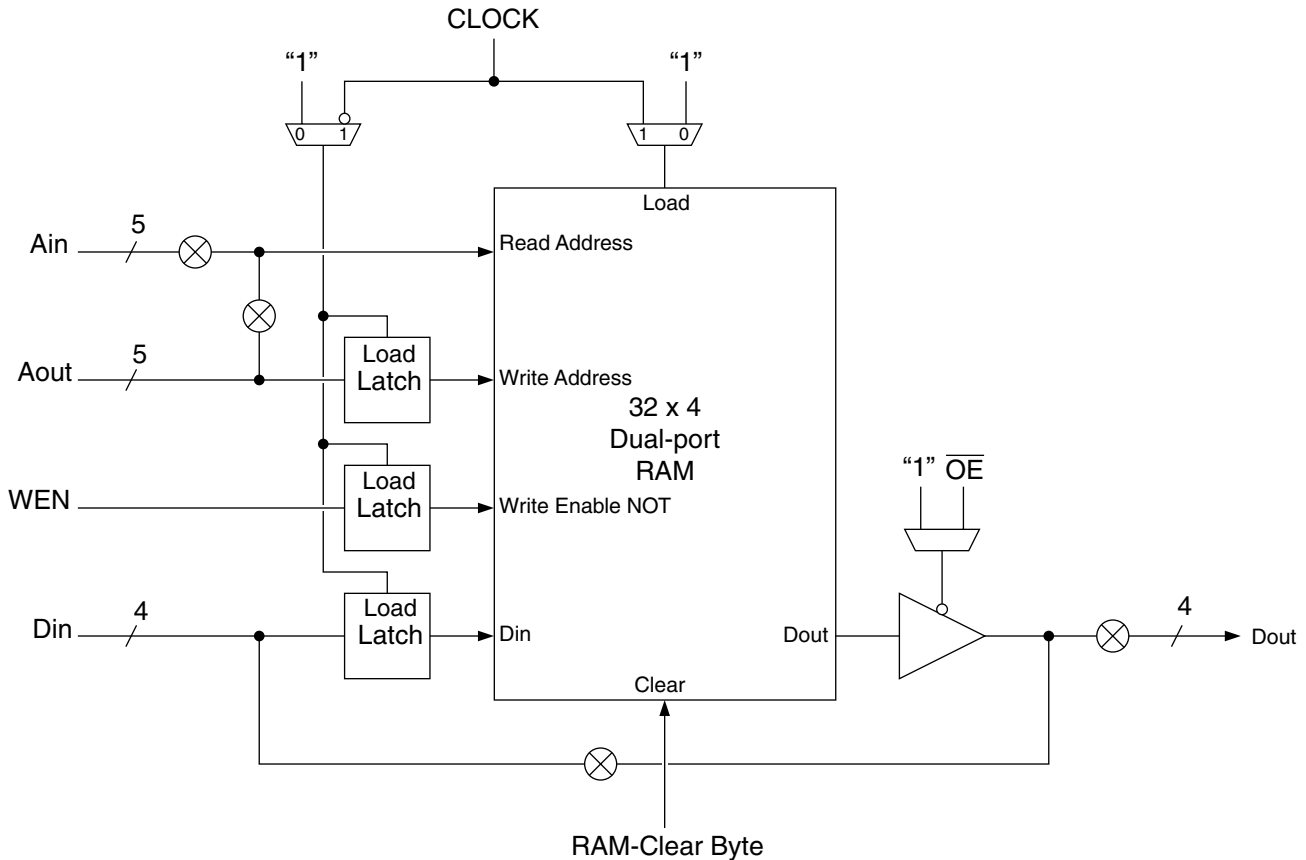 CLOCK
“1”
“1”
0 1
1 0
Load
Ain
5
Read Address
Aout
5
Load
Latch
Write Address
32 x 4
Dual-port
RAM
WEN
Load
Latch
Write Enable NOT
“1” O̅E̅
Din
4
Load
Latch
Din
Dout
4
Dout
Clear
RAM-Clear Byte